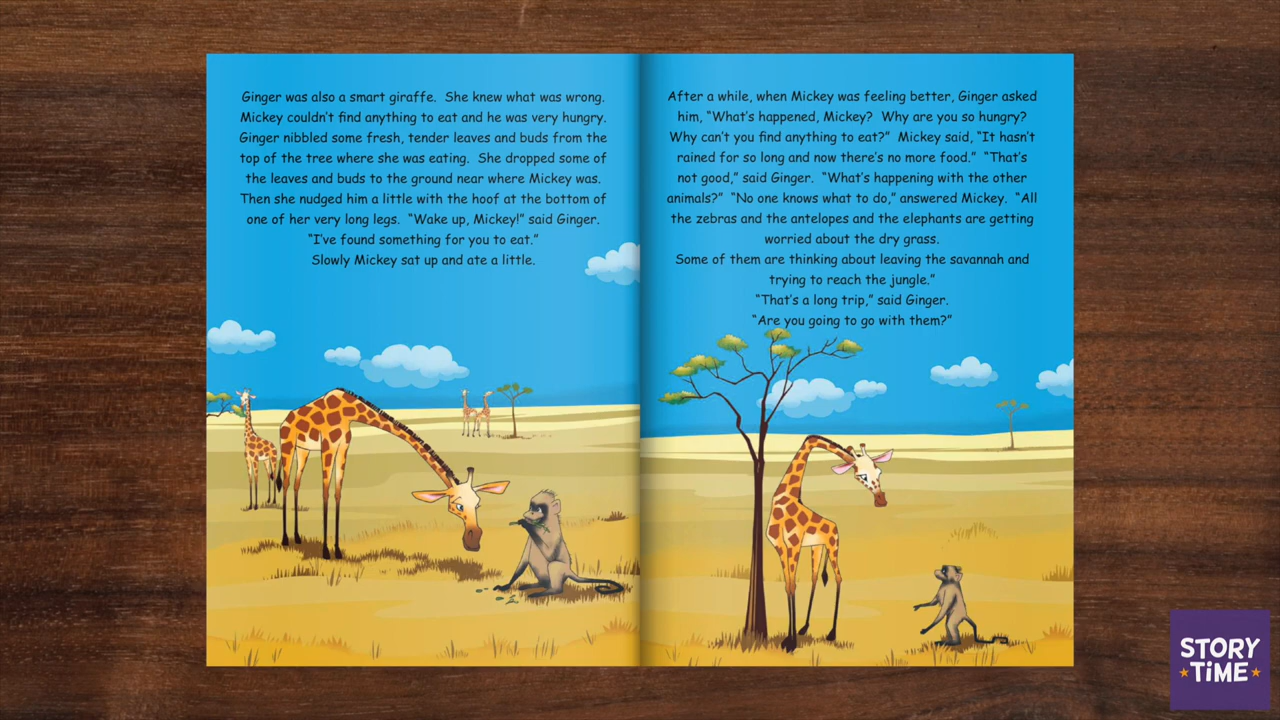 Ginger was also a smart giraffe.  She knew what was wrong.
Mickey couldn't find anything to eat and he was very hungry.
Ginger nibbled some fresh, tender leaves and buds from the
top of the tree where she was eating.  She dropped some of
the leaves and buds to the ground near where Mickey was.
Then she nudged him a little with the hoof at the bottom of
one of her very long legs.  "Wake up, Mickey!" said Ginger.
"I've found something for you to eat."
Slowly Mickey sat up and ate a little.
After a while, when Mickey was feeling better, Ginger asked
him, "What's happened, Mickey?  Why are you so hungry?
Why can't you find anything to eat?"  Mickey said, "It hasn't
rained for so long and now there's no more food."  "That's
not good," said Ginger.  "What's happening with the other
animals?"  "No one knows what to do," answered Mickey.  "All
the zebras and the antelopes and the elephants are getting
worried about the dry grass.
Some of them are thinking about leaving the savannah and
trying to reach the jungle."
"That's a long trip," said Ginger.
"Are you going to go with them?"
STORY
TiME